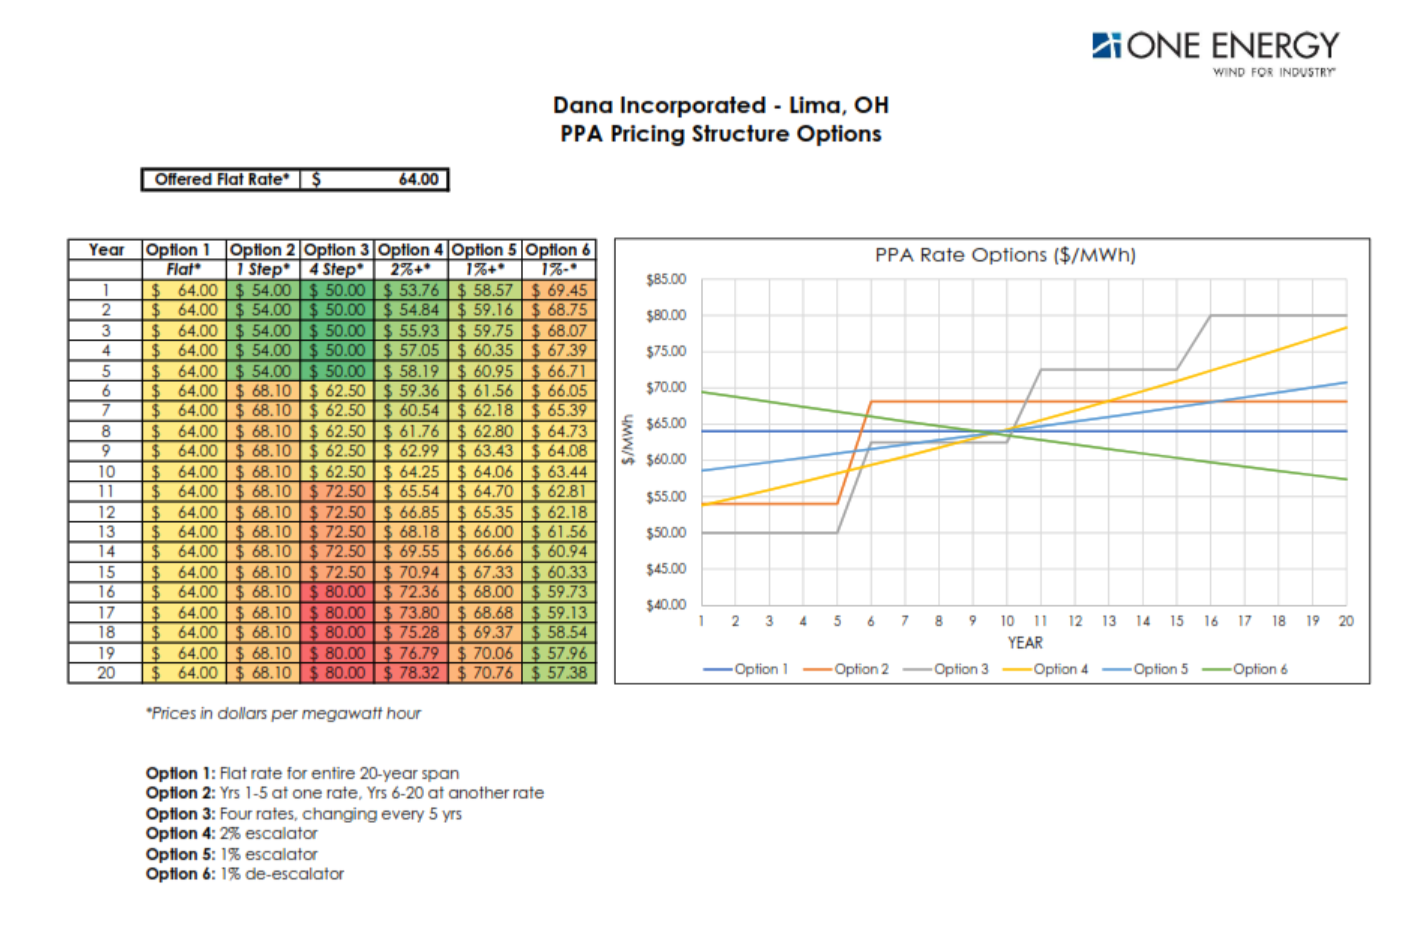 ONE ENERGY
WIND FOR INDUSTRY
Dana Incorporated - Lima, OH
PPA Pricing Structure Options
Offered Flat Rate* $ 64.00
Year Option 1 Option 2 Option 3 Option 4 Option 5 Option 6
Flat* 1 Step* 4 Step* 2%+* 1%+* 1%-*
1 $ 64.00 $ 54.00 $ 50.00 $ 53.76 $ 58.57 $ 69.45
2 $ 64.00 $ 54.00 $ 50.00 $ 54.84 $ 59.16 $ 68.75
3 $ 64.00 $ 54.00 $ 50.00 $ 55.93 $ 59.75 $ 68.07
4 $ 64.00 $ 54.00 $ 50.00 $ 57.05 $ 60.35 $ 67.39
5 $ 64.00 $ 54.00 $ 50.00 $ 58.19 $ 60.95 $ 66.71
6 $ 64.00 $ 68.10 $ 62.50 $ 59.36 $ 61.56 $ 66.05
7 $ 64.00 $ 68.10 $ 62.50 $ 60.54 $ 62.18 $ 65.39
8 $ 64.00 $ 68.10 $ 62.50 $ 61.76 $ 62.80 $ 64.73
9 $ 64.00 $ 68.10 $ 62.50 $ 62.99 $ 63.43 $ 64.08
10 $ 64.00 $ 68.10 $ 62.50 $ 64.25 $ 64.06 $ 63.44
11 $ 64.00 $ 68.10 $ 72.50 $ 65.54 $ 64.70 $ 62.81
12 $ 64.00 $ 68.10 $ 72.50 $ 66.85 $ 65.35 $ 62.18
13 $ 64.00 $ 68.10 $ 72.50 $ 68.18 $ 66.00 $ 61.56
14 $ 64.00 $ 68.10 $ 72.50 $ 69.55 $ 66.66 $ 60.94
15 $ 64.00 $ 68.10 $ 72.50 $ 70.94 $ 67.33 $ 60.33
16 $ 64.00 $ 68.10 $ 80.00 $ 72.36 $ 68.00 $ 59.73
17 $ 64.00 $ 68.10 $ 80.00 $ 73.80 $ 68.68 $ 59.13
18 $ 64.00 $ 68.10 $ 80.00 $ 75.28 $ 69.37 $ 58.54
19 $ 64.00 $ 68.10 $ 80.00 $ 76.79 $ 70.06 $ 57.96
20 $ 64.00 $ 68.10 $ 80.00 $ 78.32 $ 70.76 $ 57.38
PPA Rate Options ($/MWh)
$85.00
$80.00
$75.00
$70.00
$65.00
$60.00
$55.00
$50.00
$45.00
$40.00
$/MWh
1 2 3 4 5 6 7 8 9 10 11 12 13 14 15 16 17 18 19 20
YEAR
Option 1 Option 2 Option 3 Option 4 Option 5 Option 6
*Prices in dollars per megawatt hour
Option 1: Flat rate for entire 20-year span
Option 2: Yrs 1-5 at one rate, Yrs 6-20 at another rate
Option 3: Four rates, changing every 5 yrs
Option 4: 2% escalator
Option 5: 1% escalator
Option 6: 1% de-escalator